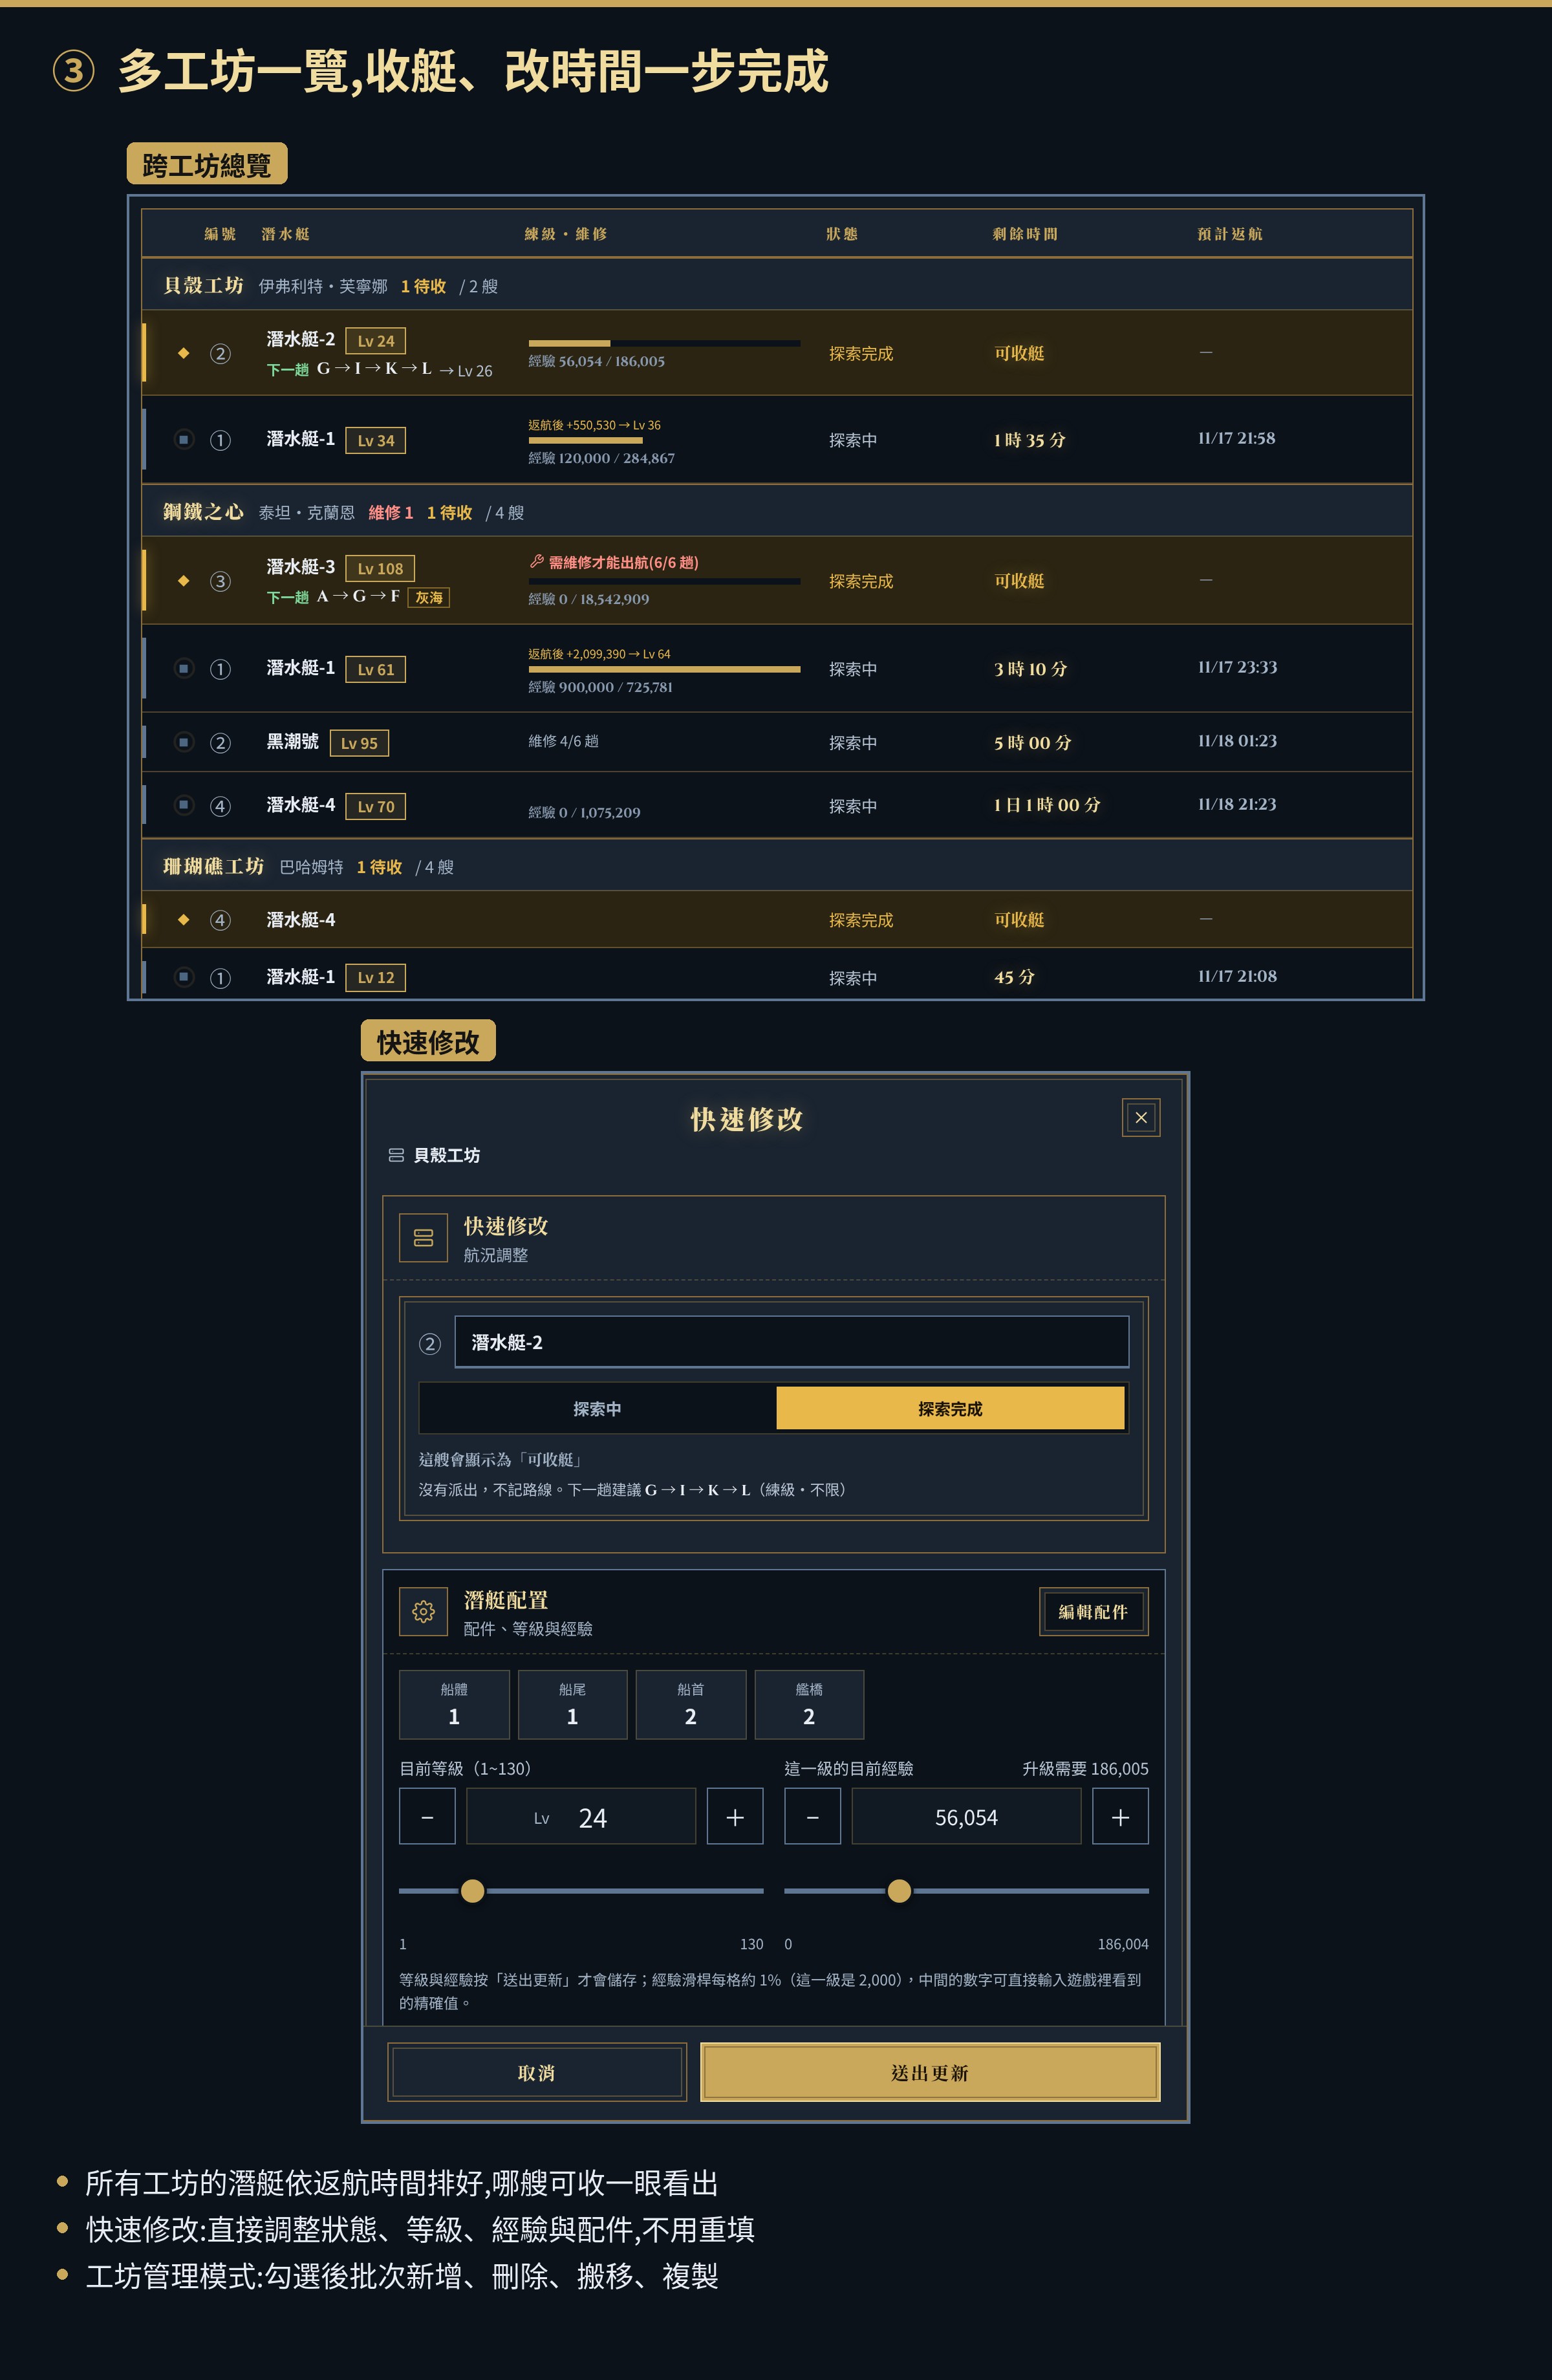 ③ 多工坊一覽,收艇、改時間一步完成
跨工坊總覽
編號 潛水艇 練級・維修 狀態 剩餘時間 預計返航
貝殼工坊 伊弗利特・芙寧娜 1 待收 / 2 艘
② 潛水艇-2 Lv 24 探索完成 可收艇 —
下一趟 G → I → K → L → Lv 26
經驗 56,054 / 186,005
返航後 +550,530 → Lv 36
① 潛水艇-1 Lv 34 探索中 1 時 35 分 11/17 21:58
經驗 120,000 / 284,867
鋼鐵之心 泰坦・克蘭恩 維修 1 1 待收 / 4 艘
需維修才能出航(6/6 趟)
③ 潛水艇-3 Lv 108 探索完成 可收艇 —
下一趟 A → G → F 灰海
經驗 0 / 18,542,909
返航後 +2,099,390 → Lv 64
① 潛水艇-1 Lv 61 探索中 3 時 10 分 11/17 23:33
經驗 900,000 / 725,781
② 黑潮號 Lv 95 維修 4/6 趟 探索中 5 時 00 分 11/18 01:23
④ 潛水艇-4 Lv 70 經驗 0 / 1,075,209 探索中 1 日 1 時 00 分 11/18 21:23
珊瑚礁工坊 巴哈姆特 1 待收 / 4 艘
④ 潛水艇-4 探索完成 可收艇 —
① 潛水艇-1 Lv 12 探索中 45 分 11/17 21:08
快速修改
快速修改
貝殼工坊
快速修改
航況調整
② 潛水艇-2
探索中 探索完成
這艘會顯示為「可收艇」
沒有派出，不記路線。下一趟建議 G → I → K → L（練級・不限）
潛艇配置
配件、等級與經驗
編輯配件
船體 船尾 船首 艦橋
1 1 2 2
目前等級（1~130） 這一級的目前經驗 升級需要 186,005
− Lv 24 + − 56,054 +
1 130 0 186,004
等級與經驗按「送出更新」才會儲存；經驗滑桿每格約 1%（這一級是 2,000），中間的數字可直接輸入遊戲裡看到
的精確值。
取消 送出更新
所有工坊的潛艇依返航時間排好,哪艘可收一眼看出
快速修改:直接調整狀態、等級、經驗與配件,不用重填
工坊管理模式:勾選後批次新增、刪除、搬移、複製